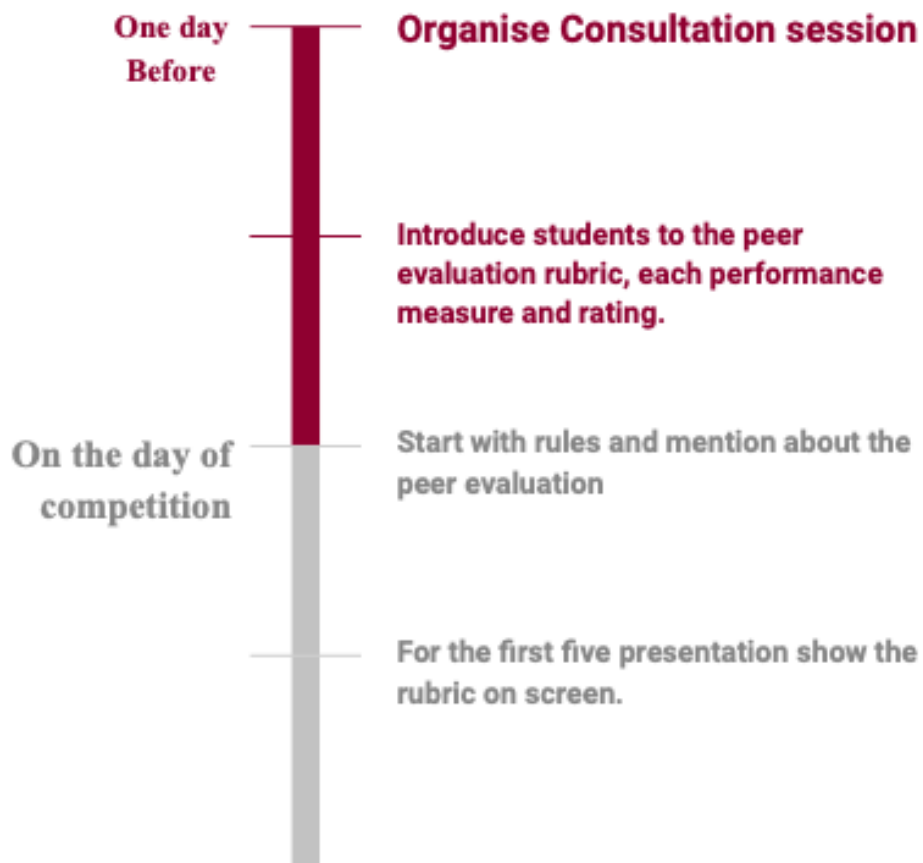 One day
Before
Organise Consultation session
Introduce students to the peer
evaluation rubric, each performance
measure and rating.
On the day of
competition
Start with rules and mention about the
peer evaluation
For the first five presentation show the
rubric on screen.